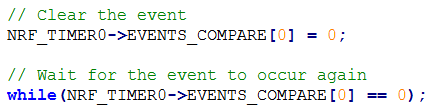 // Clear the event
NRF_TIMER0->EVENTS_COMPARE[0] = 0;
// Wait for the event to occur again
while(NRF_TIMER0->EVENTS_COMPARE[0] == 0);